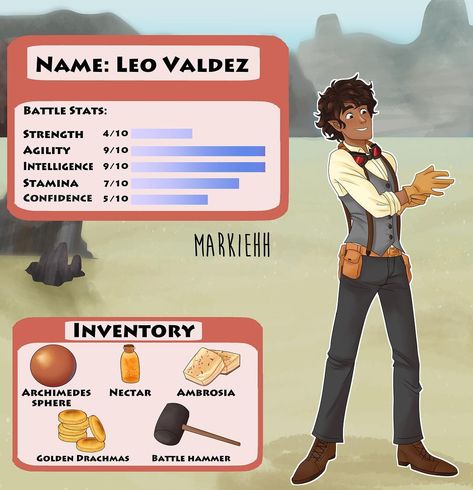 Name: Leo Valdez
Battle Stats:
Strength 4/10
Agility 9/10
Intelligence 9/10
Stamina 7/10
Confidence 5/10
MARKIEHH
Inventory
Archimedes sphere
Nectar
Ambrosia
Golden Drachmas
Battle hammer